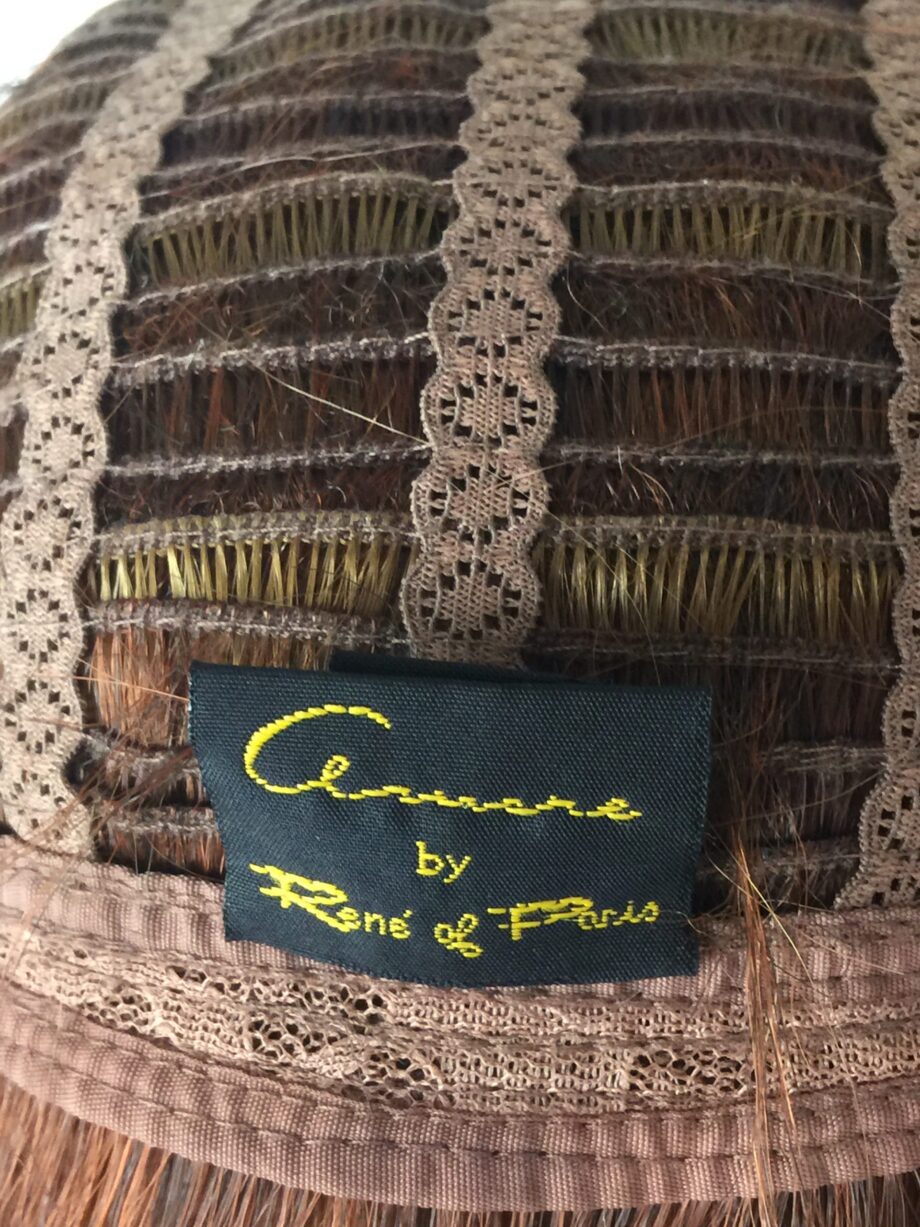 Amore
by
René of Paris